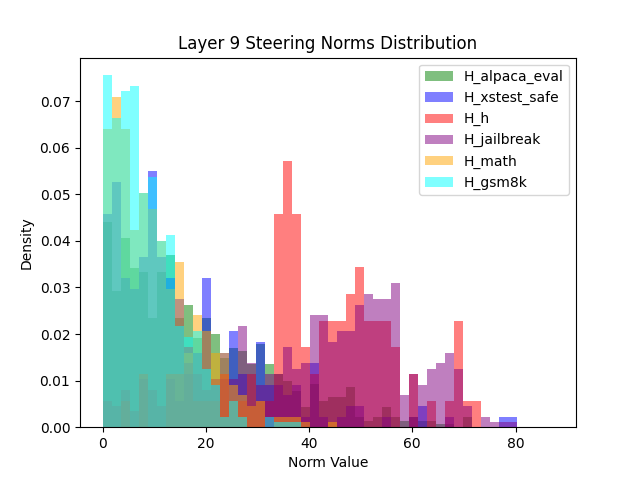 Layer 9 Steering Norms Distribution
H_alpaca_eval
H_xstest_safe
H_h
H_jailbreak
H_math
H_gsm8k
Density
0.07
0.06
0.05
0.04
0.03
0.02
0.01
0.00
0
20
40
60
80
Norm Value